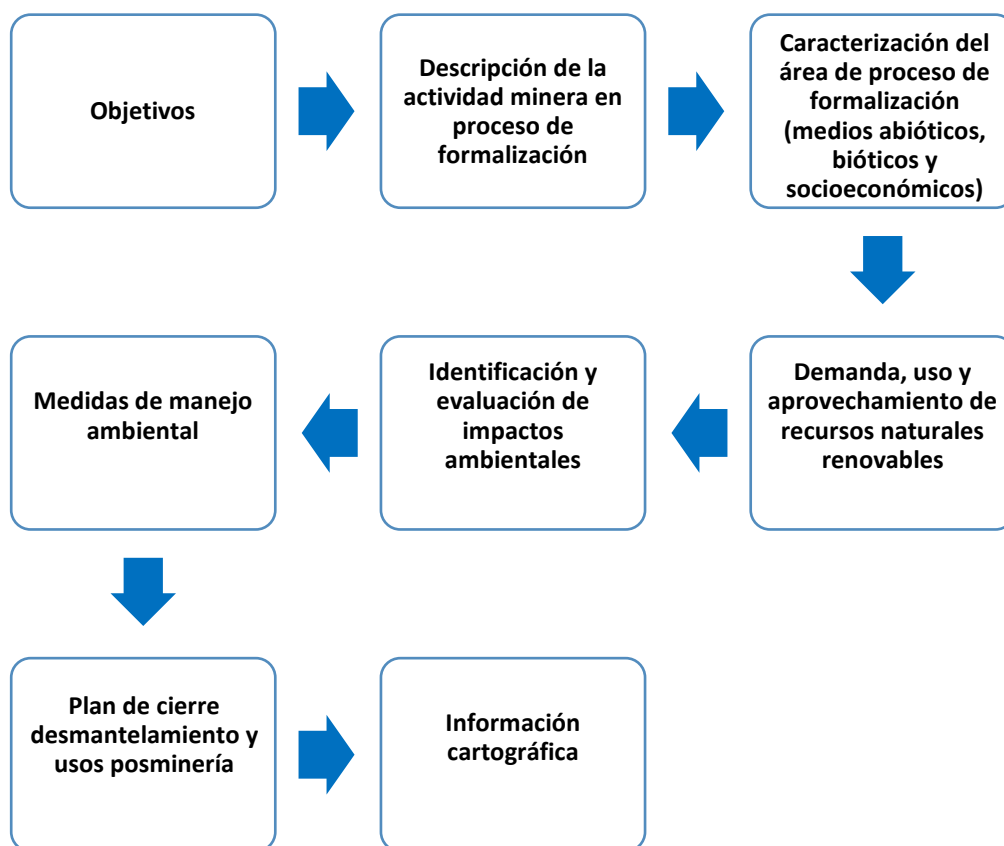 Objetivos
Descripción de la
actividad minera en
proceso de
formalización
Caracterización del
área de proceso de
formalización
(medios abióticos,
bióticos y
socioeconómicos)
Demanda, uso y
aprovechamiento de
recursos naturales
renovables
Identificación y
evaluación de
impactos
ambientales
Medidas de manejo
ambiental
Plan de cierre
desmantelamiento y
usos posminería
Información
cartográfica